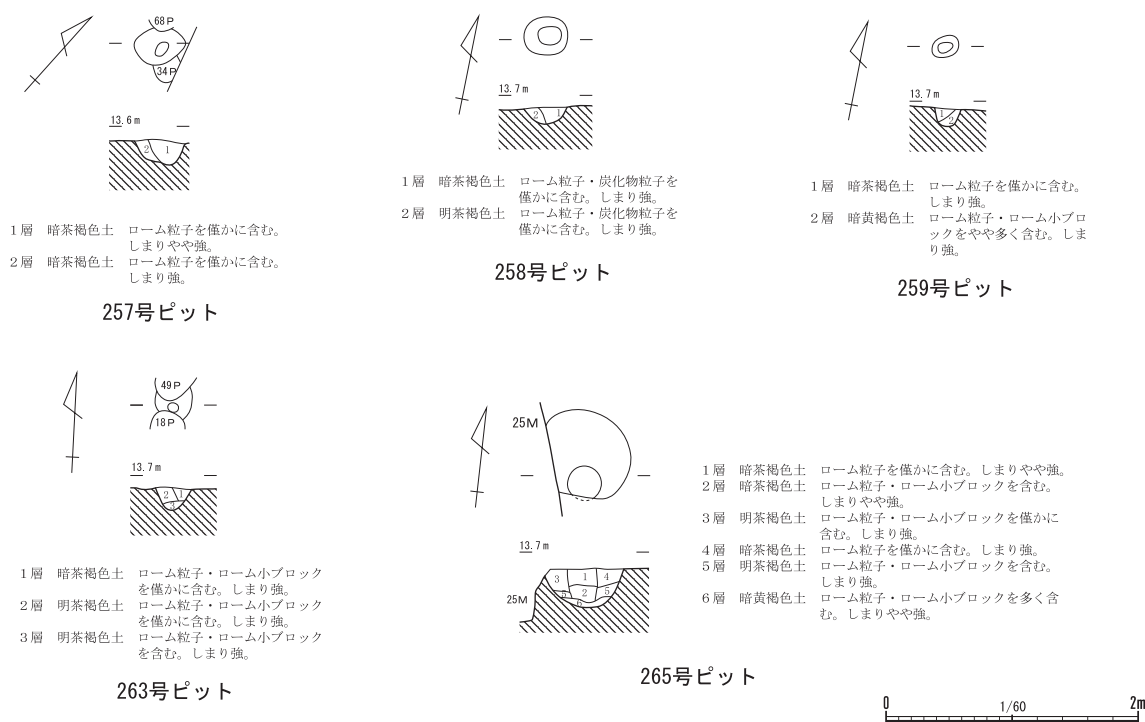 68P
34P
13.6m
2 1
1層 暗茶褐色土 ローム粒子を僅かに含む。
しまりやや強。
2層 暗茶褐色土 ローム粒子を僅かに含む。
しまり強。
257号ピット
13.7m
2 1
1層 暗茶褐色土 ローム粒子・炭化物粒子を
僅かに含む。しまり強。
2層 明茶褐色土 ローム粒子・炭化物粒子を
僅かに含む。しまり強。
258号ピット
13.7m
1
2
1層 暗茶褐色土 ローム粒子を僅かに含む。
しまり強。
2層 暗黄褐色土 ローム粒子・ローム小ブロ
ックをやや多く含む。しま
り強。
259号ピット
49P
18P
13.7m
2 1
3
1層 暗茶褐色土 ローム粒子・ローム小ブロック
を僅かに含む。しまり強。
2層 明茶褐色土 ローム粒子・ローム小ブロック
を僅かに含む。しまり強。
3層 明茶褐色土 ローム粒子・ローム小ブロック
を含む。しまり強。
263号ピット
25M
13.7m
3 1 4
5 2 5
6
25M
1層 暗茶褐色土 ローム粒子を僅かに含む。しまりやや強。
2層 暗茶褐色土 ローム粒子・ローム小ブロックを含む。
しまりやや強。
3層 明茶褐色土 ローム粒子・ローム小ブロックを僅かに
含む。しまり強。
4層 暗茶褐色土 ローム粒子を僅かに含む。しまり強。
5層 明茶褐色土 ローム粒子・ローム小ブロックを含む。
しまり強。
6層 暗黄褐色土 ローム粒子・ローム小ブロックを多く含
む。しまりやや強。
265号ピット
0 1/60 2m